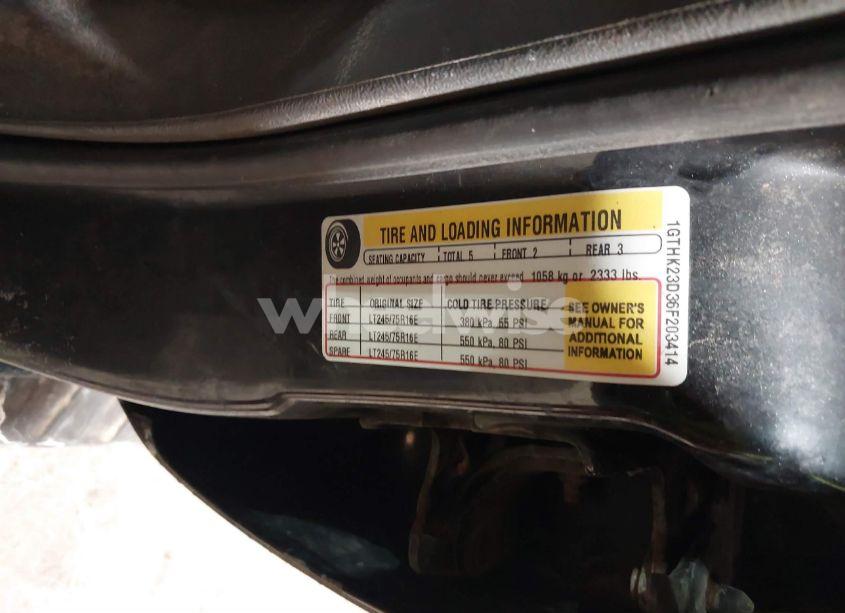 TIRE AND LOADING INFORMATION
SEATING CAPACITY TOTAL 5 FRONT 2 REAR 3
The combined weight of occupants and cargo should never exceed 1058 kg or 2333 lbs.
TIRE ORIGINAL SIZE COLD TIRE PRESSURE
FRONT LT245/75R16E 380 kPa, 55 PSI
REAR LT245/75R16E 550 kPa, 80 PSI
SPARE LT245/75R16E 550 kPa, 80 PSI
SEE OWNER'S
MANUAL FOR
ADDITIONAL
INFORMATION
1GTHK23D36F203414